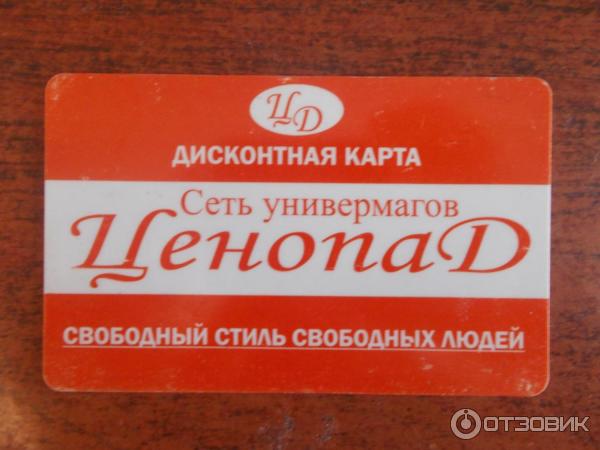 ЦД
ДИСКОНТНАЯ КАРТА
Сеть универмагов
ЦенопаД
СВОБОДНЫЙ СТИЛЬ СВОБОДНЫХ ЛЮДЕЙ
ОТЗОВИК